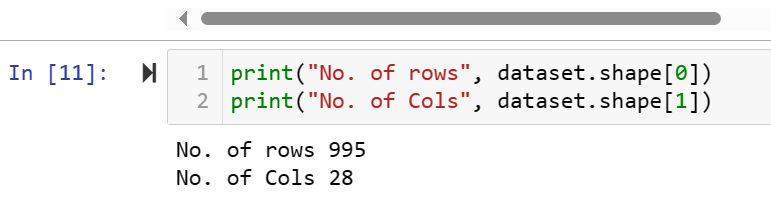 In [11]:
1 print("No. of rows", dataset.shape[0])
2 print("No. of Cols", dataset.shape[1])
No. of rows 995
No. of Cols 28